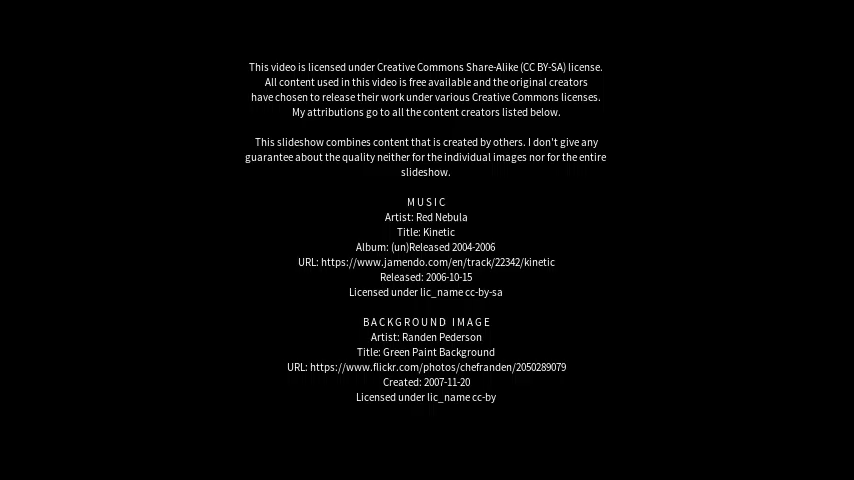 This video is licensed under Creative Commons Share-Alike (CC BY-SA) license.
All content used in this video is free available and the original creators
have chosen to release their work under various Creative Commons licenses.
My attributions go to all the content creators listed below.
This slideshow combines content that is created by others. I don't give any
guarantee about the quality neither for the individual images nor for the entire
slideshow.
MUSIC
Artist: Red Nebula
Title: Kinetic
Album: (un)Released 2004-2006
URL: https://www.jamendo.com/en/track/22342/kinetic
Released: 2006-10-15
Licensed under lic_name cc-by-sa
BACKGROUND IMAGE
Artist: Randen Pederson
Title: Green Paint Background
URL: https://www.flickr.com/photos/chefranden/2050289079
Created: 2007-11-20
Licensed under lic_name cc-by